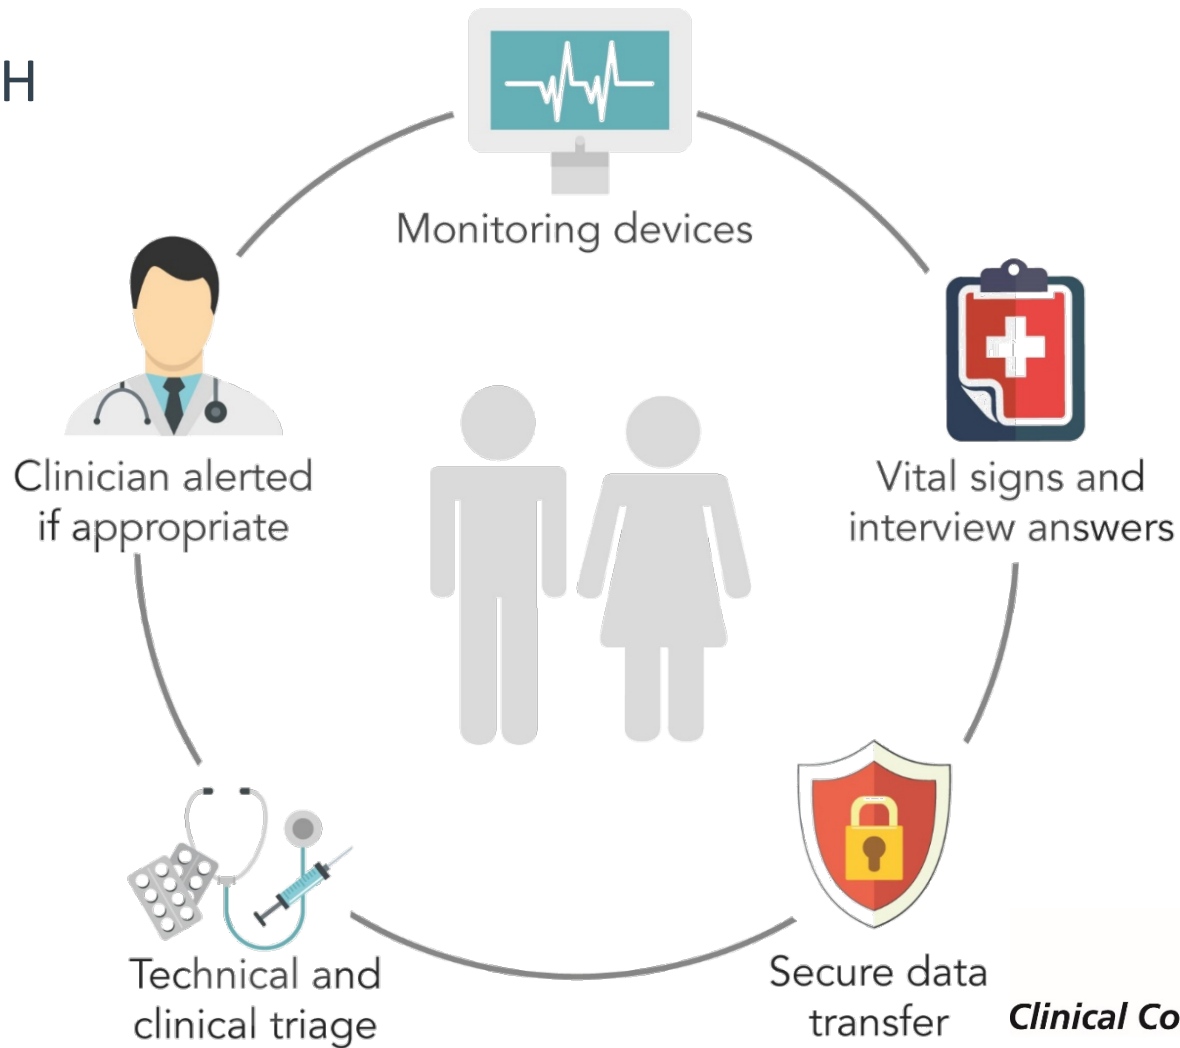 H
Monitoring devices
Clinician alerted
if appropriate
Vital signs and
interview answers
Technical and
clinical triage
Secure data
transfer
Clinical Co